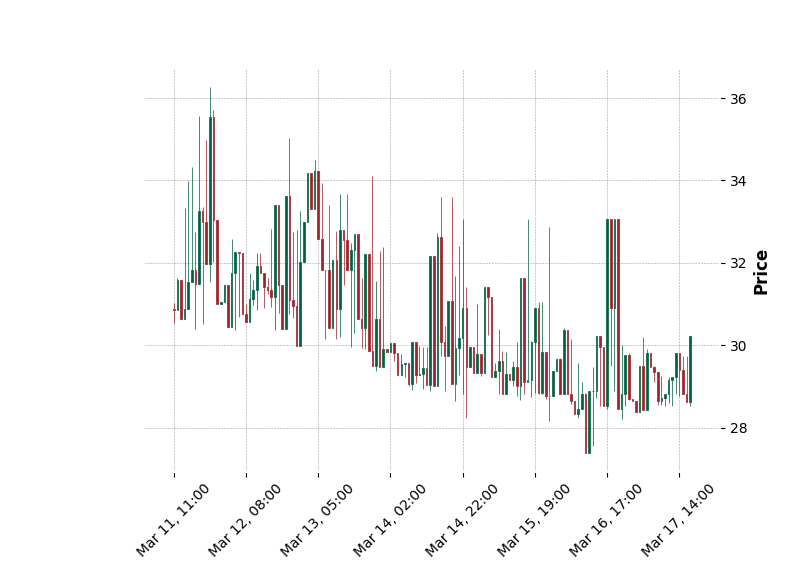 36
34
32
30
28
Price
Mar 11, 11:00
Mar 12, 08:00
Mar 13, 05:00
Mar 14, 02:00
Mar 14, 22:00
Mar 15, 19:00
Mar 16, 17:00
Mar 17, 14:00